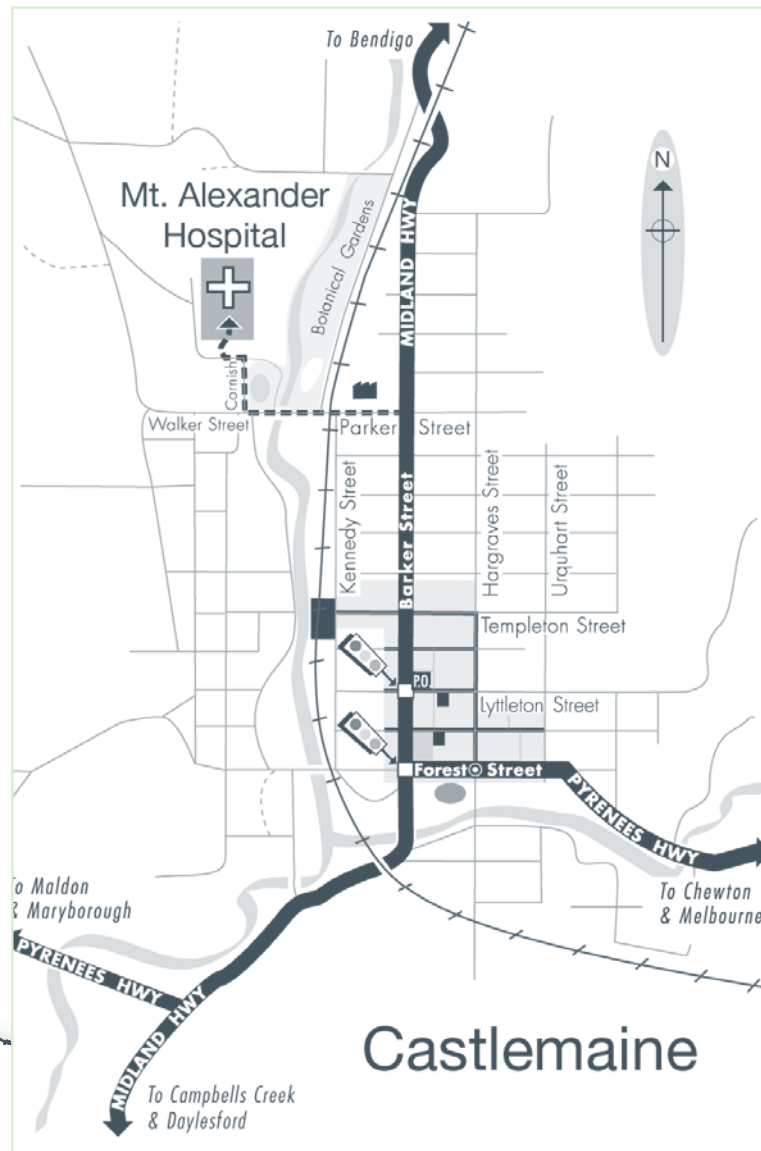 To Bendigo
N
Mt. Alexander
Hospital
Botanical Gardens
MIDLAND HWY
Cornish
Walker Street
Parker Street
Kennedy Street
Barker Street
Hargraves Street
Urquhart Street
Templeton Street
P.O.
Lyttleton Street
Forest Street
PYRENEES HWY
To Maldon
& Maryborough
To Chewton
& Melbourne
PYRENEES HWY
MIDLAND HWY
Castlemaine
To Campbells Creek
& Daylesford